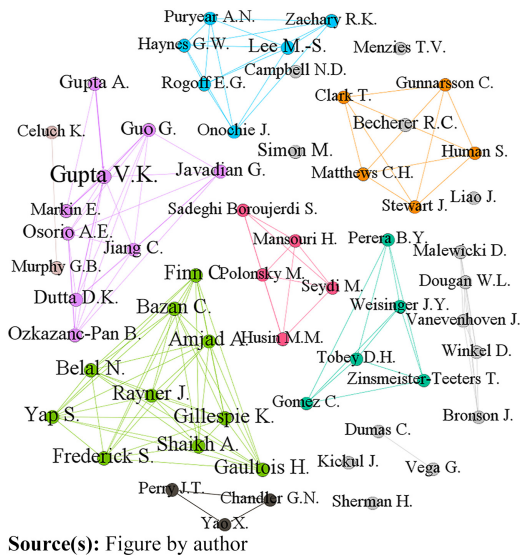 Puryear A.N.
Zachary R.K.
Haynes G.W.
Lee M.-S.
Menzies T.V.
Campbell N.D.
Rogoff E.G.
Gupta A.
Gunnarsson C.
Clark T.
Onochie J.
Celuch K.
Guo G.
Becherer R.C.
Simon M.
Human S.
Gupta V.K.
Javadian G.
Matthews C.H.
Liao J.
Markin E.
Sadeghi Boroujerdi S.
Stewart J.
Osorio A.E.
Jiang C.
Mansouri H.
Perera B.Y.
Malewicki D.
Murphy G.B.
Finn C.
Polonsky M.
Seydi M.
Dougan W.L.
Dutta D.K.
Bazan C.
Weisinger J.Y.
Vanevenhoven J.
Ozkazanc-Pan B.
Amjad A.
Husin M.M.
Tobey D.H.
Winkel D.
Belal N.
Zinsmeister-Teeters T.
Rayner J.
Gomez C.
Yap S.
Gillespie K.
Bronson J.
Dumas C.
Shaikh A.
Frederick S.
Gaultois H.
Kickul J.
Vega G.
Perry J.T.
Chandler G.N.
Sherman H.
Yao X.
Source(s): Figure by author